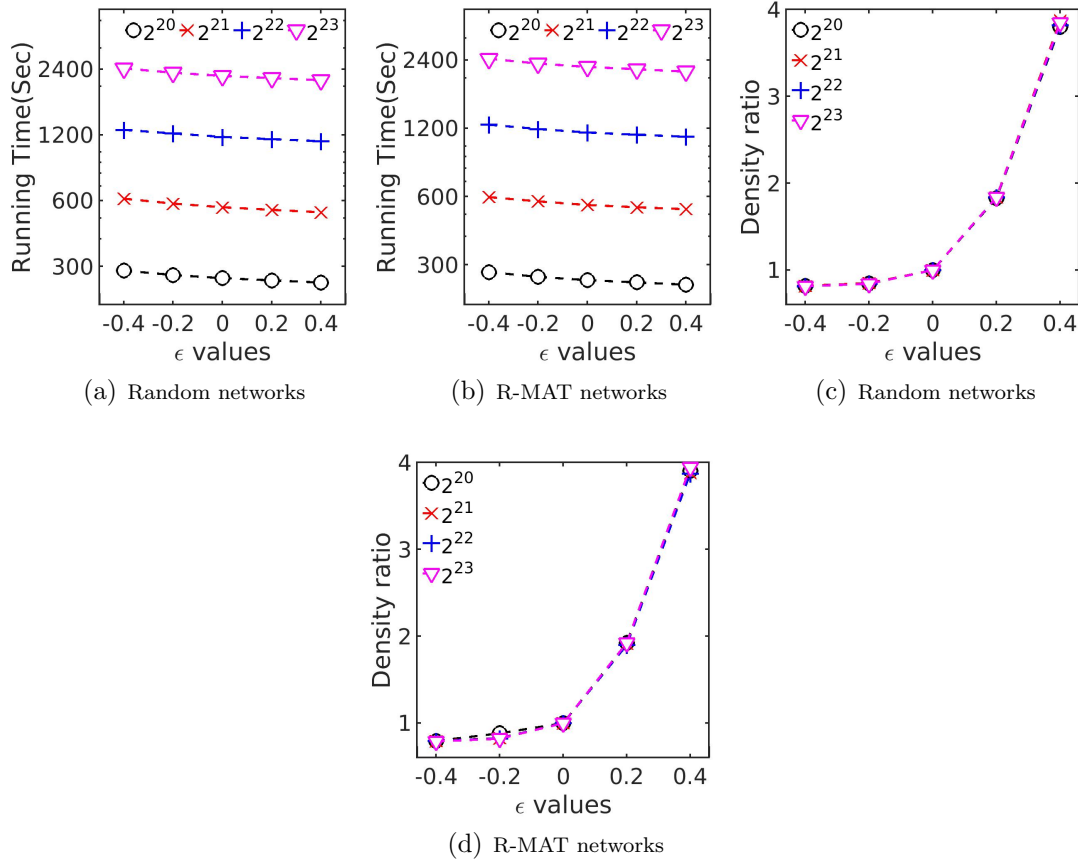 2^20 2^21 2^22 2^23
Running Time(Sec)
2400
1200
600
300
-0.4 -0.2 0 0.2 0.4
ϵ values
(a) Random networks
2^20 2^21 2^22 2^23
Running Time(Sec)
2400
1200
600
300
-0.4 -0.2 0 0.2 0.4
ϵ values
(b) R-MAT networks
2^20
2^21
2^22
2^23
Density ratio
4
3
2
1
-0.4 -0.2 0 0.2 0.4
ϵ values
(c) Random networks
2^20
2^21
2^22
2^23
Density ratio
4
3
2
1
-0.4 -0.2 0 0.2 0.4
ϵ values
(d) R-MAT networks